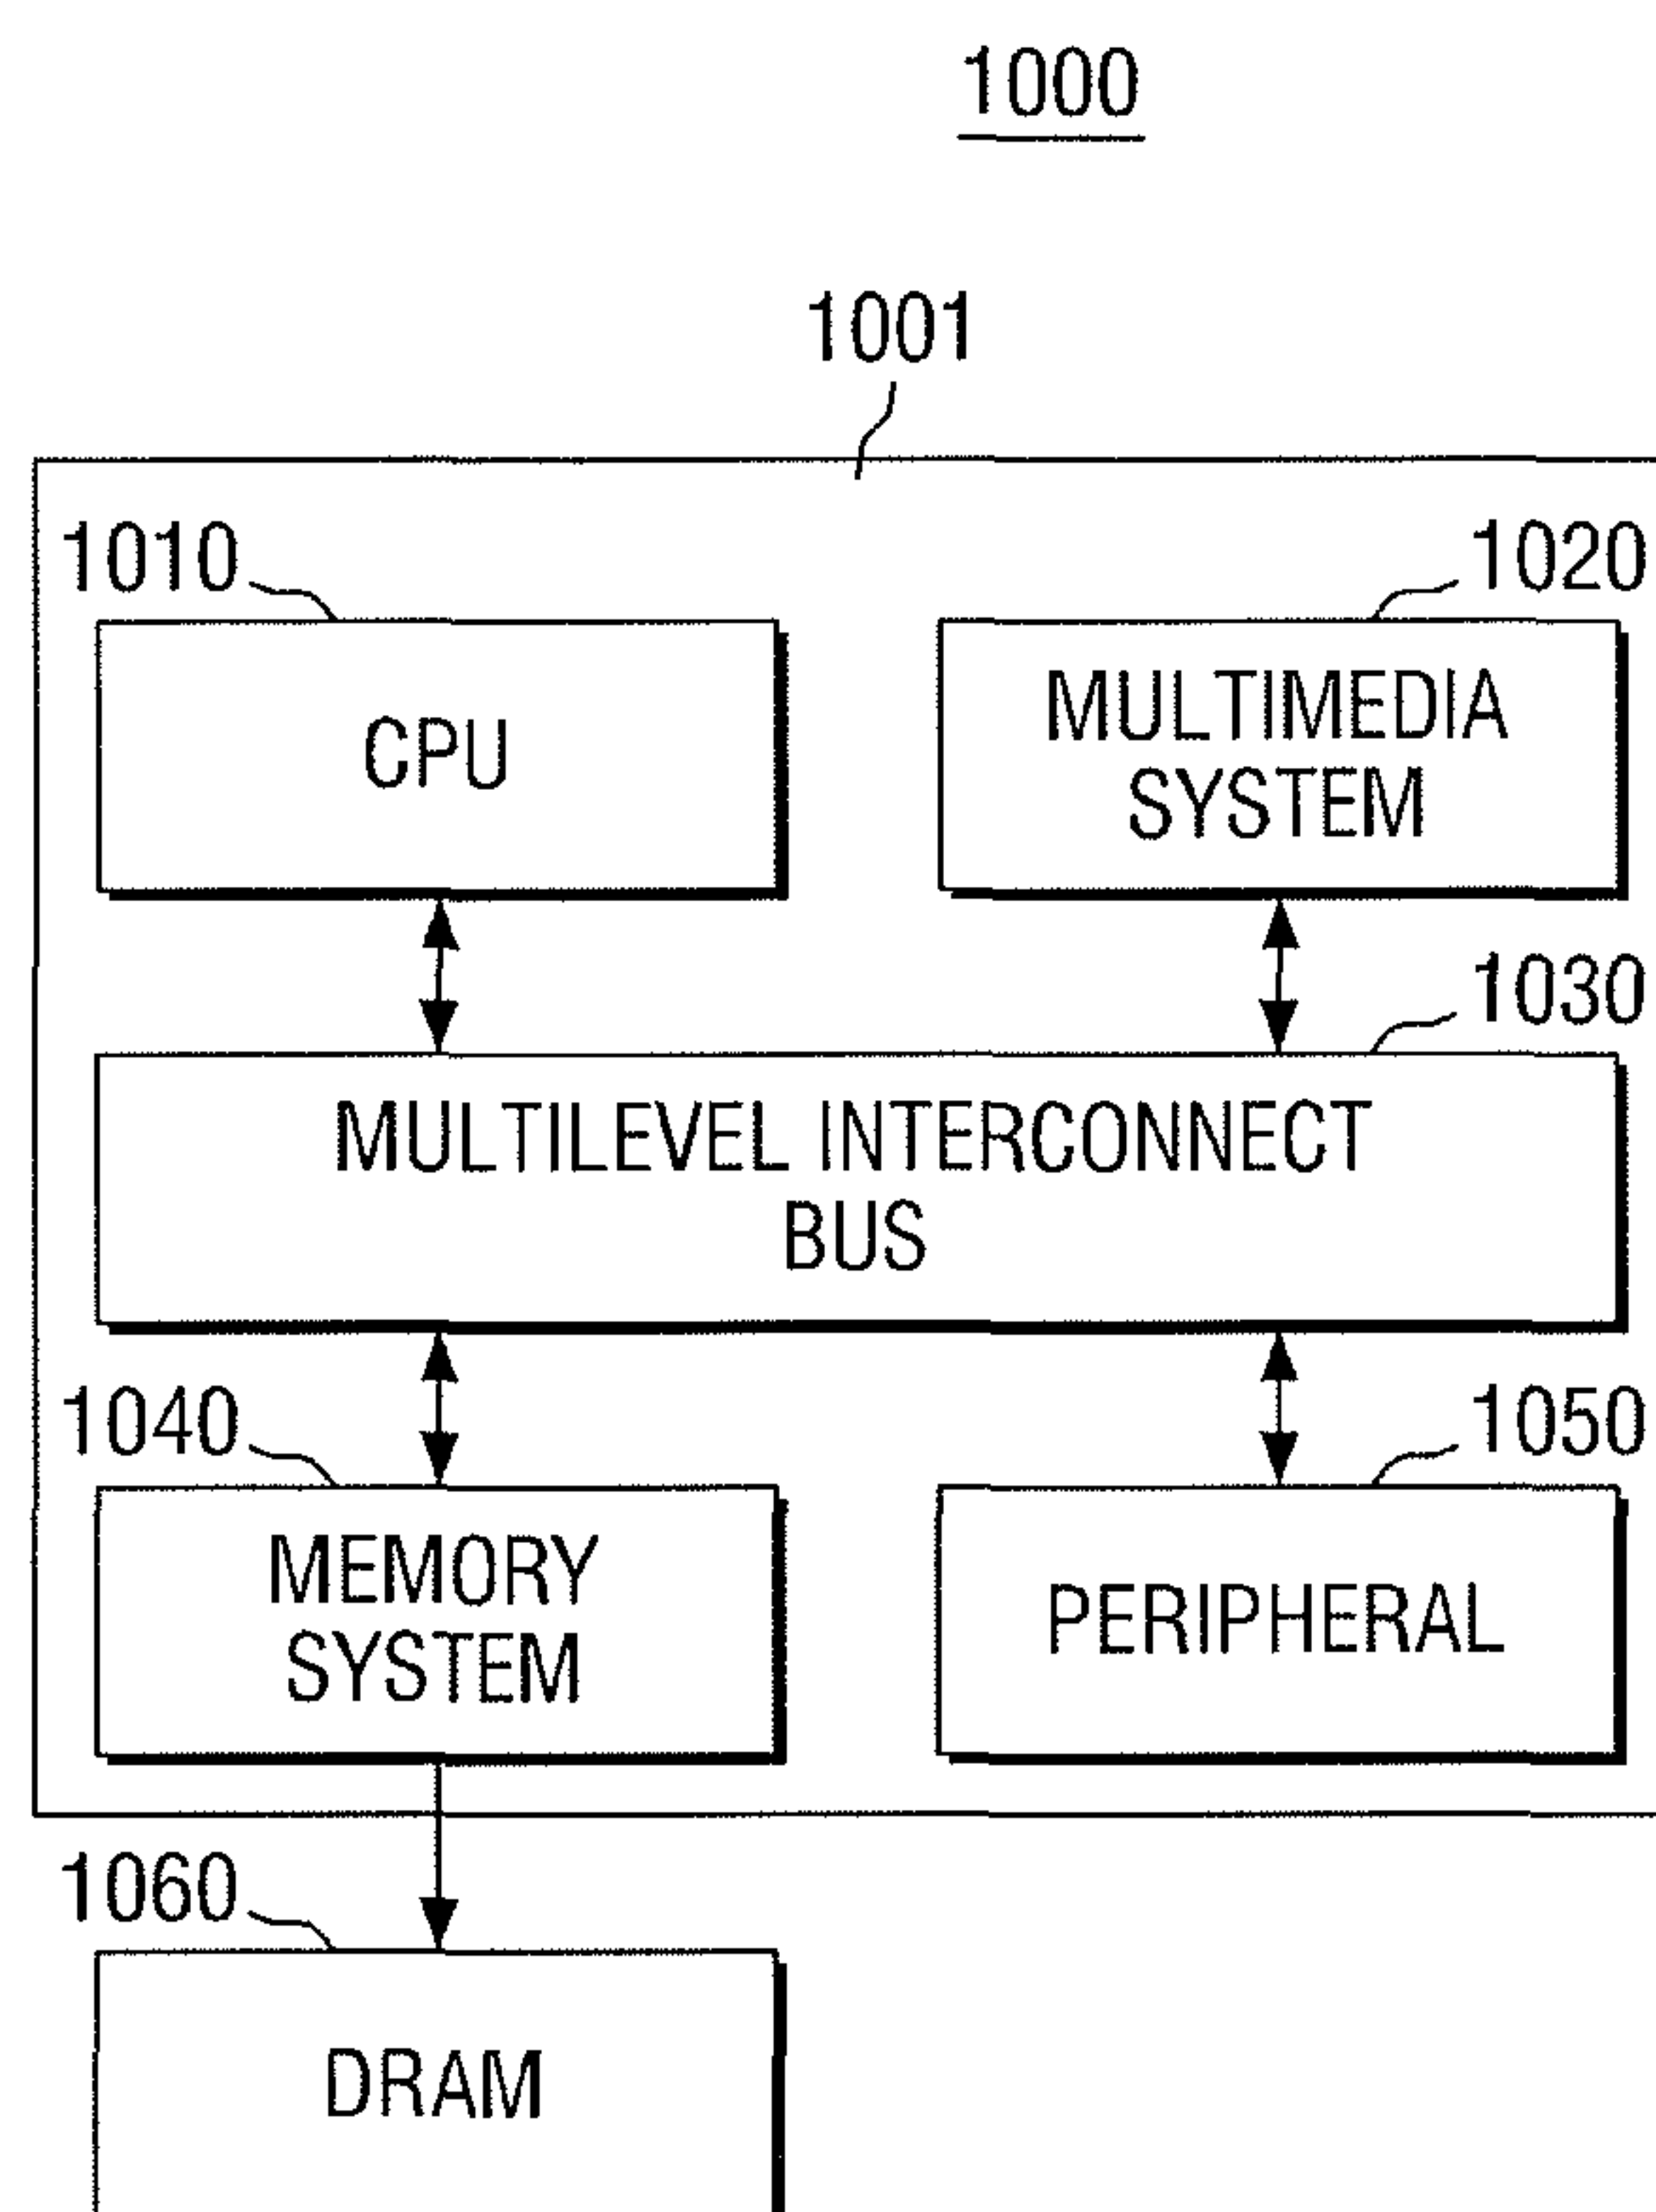 1000
1001
1010
1020
CPU
MULTIMEDIA
SYSTEM
1030
MULTILEVEL INTERCONNECT
BUS
1040
1050
MEMORY
SYSTEM
PERIPHERAL
1060
DRAM